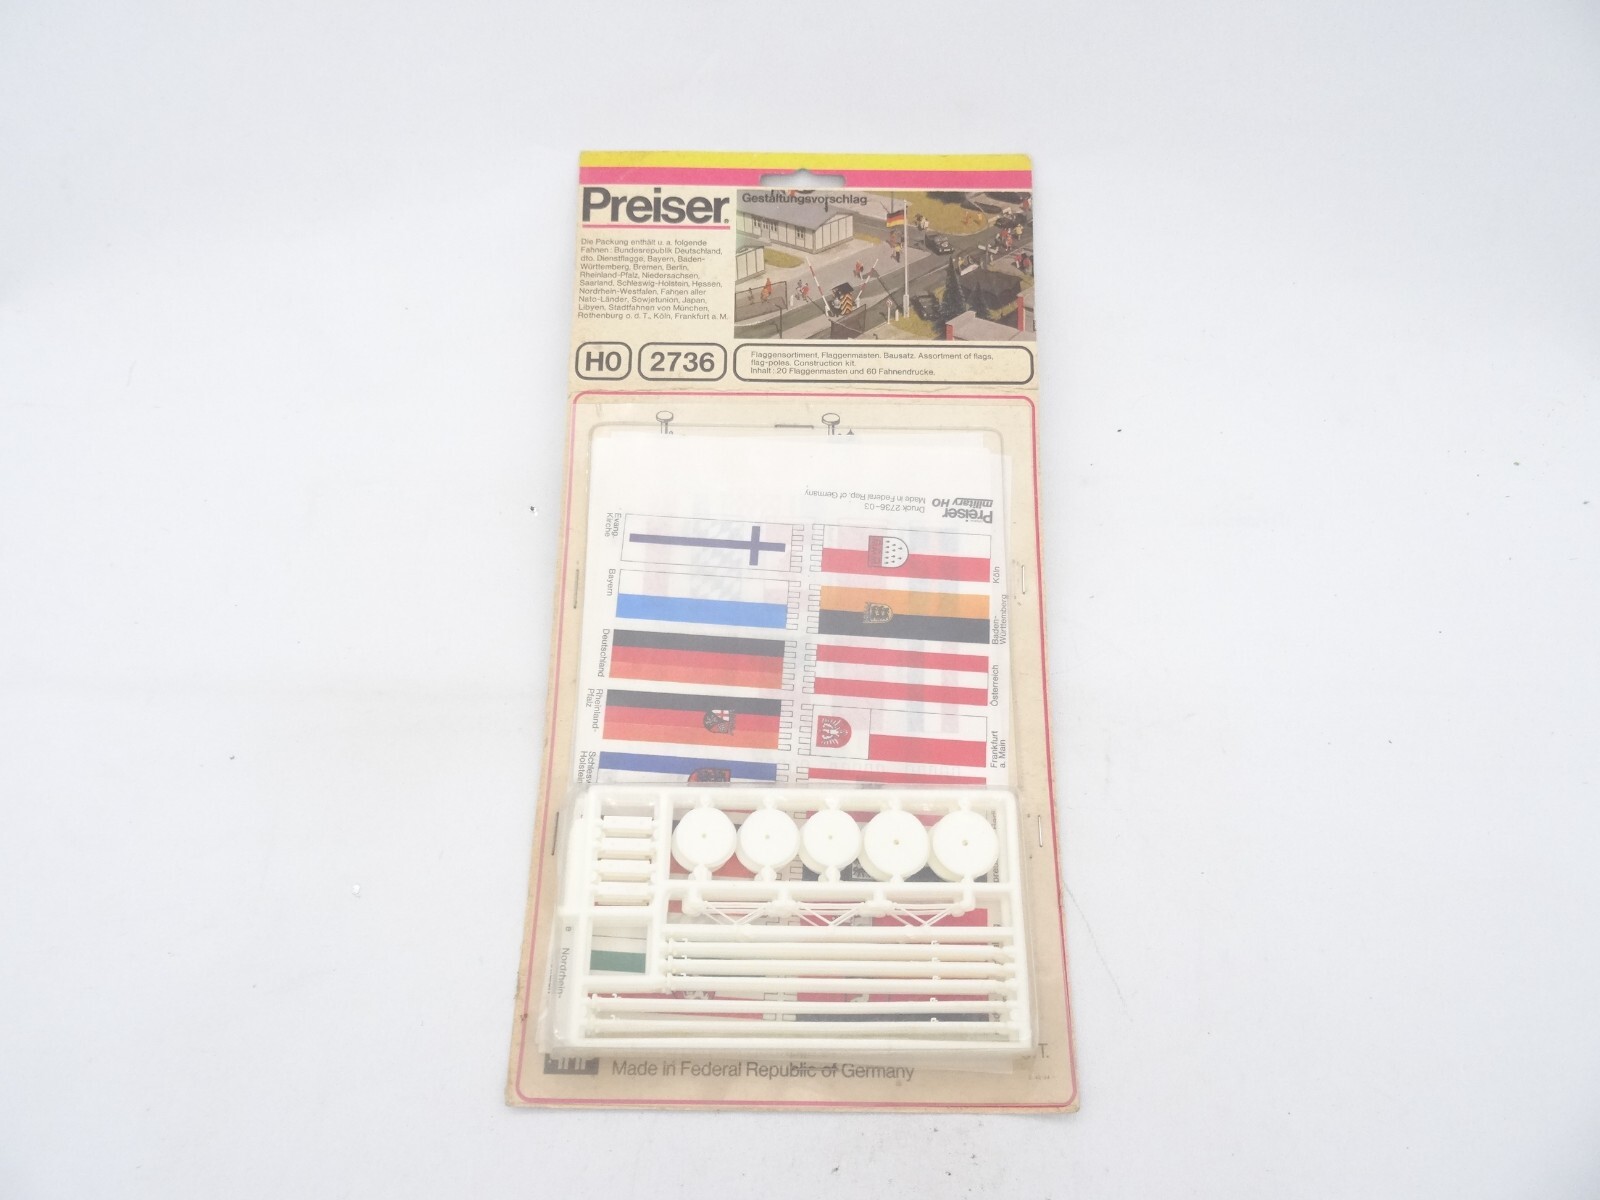 Preiser
Gestaltungsvorschlag
Die Packung enthält u. a. folgende
Fahnen: Bundesrepublik Deutschland,
dto. Dienstflagge, Bayern, Baden-
Württemberg, Bremen, Berlin,
Rheinland-Pfalz, Niedersachsen,
Saarland, Schleswig-Holstein, Hessen,
Nordrhein-Westfalen. Fahnen aller
Nato-Länder, Sowjetunion, Japan,
Libyen, Stadtfahnen von München,
Rothenburg o. d. T., Köln, Frankfurt a. M.
H0
2736
Flaggensortiment, Flaggenmasten. Bausatz. Assortment of flags,
flag-poles. Construction kit.
Inhalt: 20 Flaggenmasten und 60 Fahnendrucke.
Preiser
military HO
Druck 2736-03
Made in Federal Rep. of Germany
Evang.
Kirche
Köln
Bayern
Baden-
Württemberg
Deutschland
Österreich
Rheinland-
Pfalz
Frankfurt
a. Main
Schlesw
Holstein
Nordrhein-
Made in Federal Republic of Germany